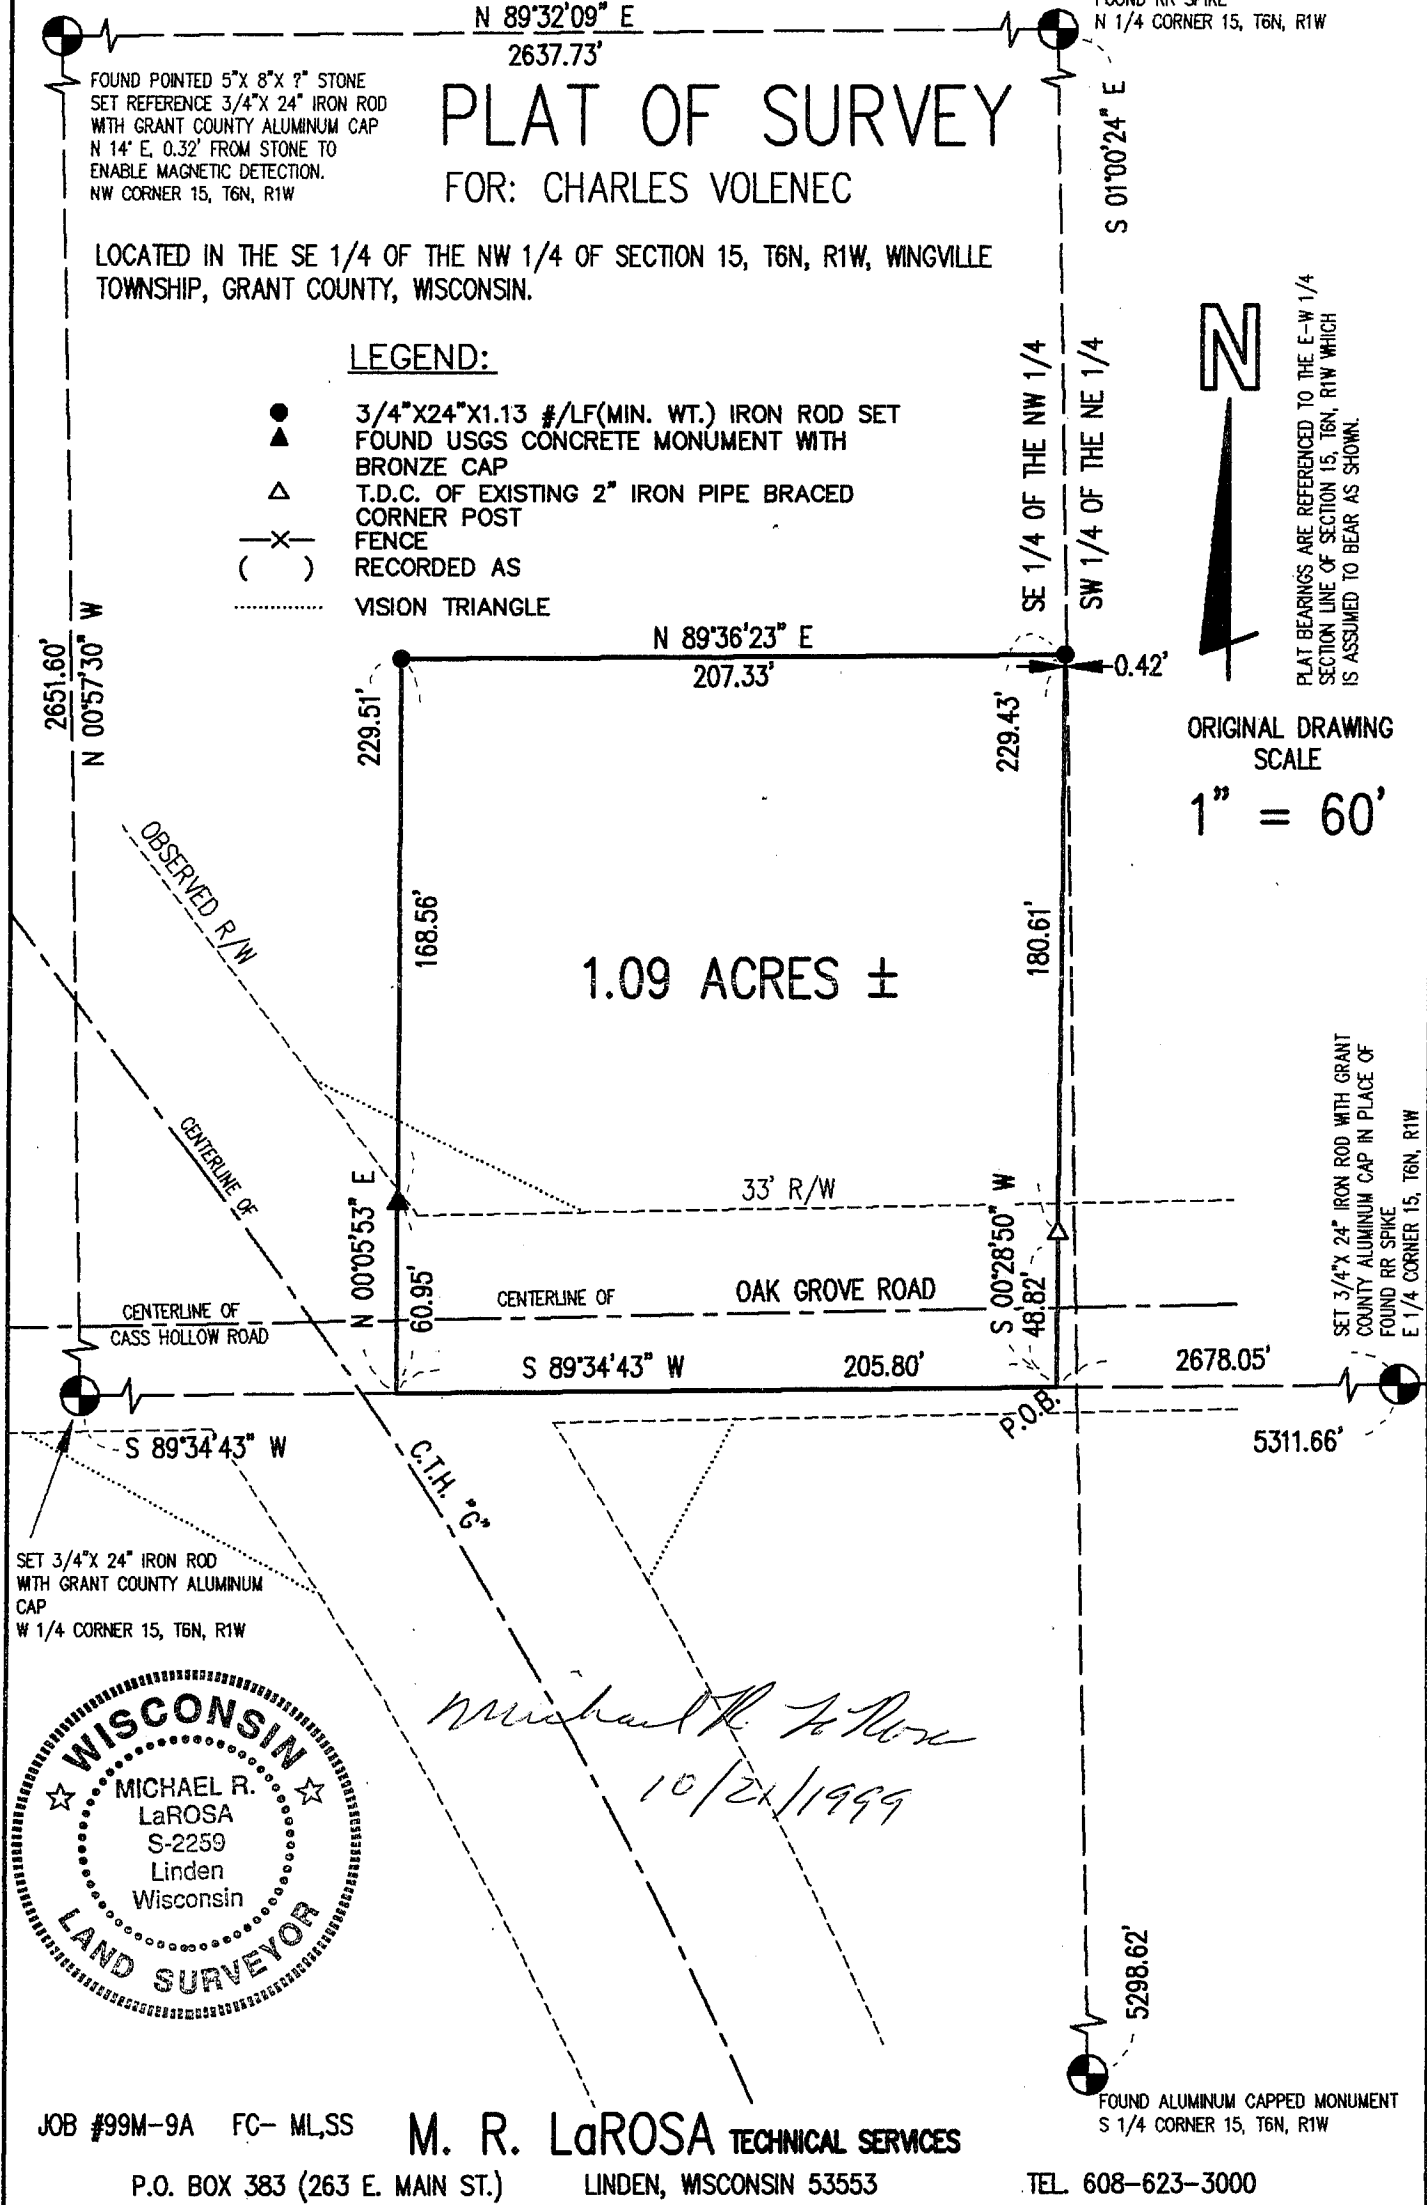 N 89°32'09" E
2637.73'
FOUND RR SPIKE
N 1/4 CORNER 15, T6N, R1W
FOUND POINTED 5"X 8"X ?" STONE
SET REFERENCE 3/4"X 24" IRON ROD
WITH GRANT COUNTY ALUMINUM CAP
N 14° E, 0.32' FROM STONE TO
ENABLE MAGNETIC DETECTION.
NW CORNER 15, T6N, R1W
PLAT OF SURVEY
FOR: CHARLES VOLENEC
S 01°00'24" E
LOCATED IN THE SE 1/4 OF THE NW 1/4 OF SECTION 15, T6N, R1W, WINGVILLE
TOWNSHIP, GRANT COUNTY, WISCONSIN.
LEGEND:
3/4"X24"X1.13 #/LF(MIN. WT.) IRON ROD SET
FOUND USGS CONCRETE MONUMENT WITH
BRONZE CAP
T.D.C. OF EXISTING 2" IRON PIPE BRACED
CORNER POST
FENCE
( ) RECORDED AS
VISION TRIANGLE
SE 1/4 OF THE NW 1/4
SW 1/4 OF THE NE 1/4
N
PLAT BEARINGS ARE REFERENCED TO THE E-W 1/4
SECTION LINE OF SECTION 15, T6N, R1W WHICH
IS ASSUMED TO BEAR AS SHOWN.
2651.60'
N 00°57'30" W
N 89°36'23" E
207.33'
0.42'
229.51'
229.43'
ORIGINAL DRAWING
SCALE
1" = 60'
OBSERVED R/W
168.56'
180.61'
1.09 ACRES ±
CENTERLINE OF
33' R/W
N 00°05'53" E
60.95'
S 00°28'50" W
48.82'
SET 3/4"X 24" IRON ROD WITH GRANT
COUNTY ALUMINUM CAP IN PLACE OF
FOUND RR SPIKE
E 1/4 CORNER 15, T6N, R1W
CENTERLINE OF
CASS HOLLOW ROAD
CENTERLINE OF OAK GROVE ROAD
S 89°34'43" W 205.80'
2678.05'
P.O.B.
5311.66'
S 89°34'43" W
C.T.H. "G"
SET 3/4"X 24" IRON ROD
WITH GRANT COUNTY ALUMINUM
CAP
W 1/4 CORNER 15, T6N, R1W
Michael R. LaRosa
10/21/1999
WISCONSIN
MICHAEL R.
LaROSA
S-2259
Linden
Wisconsin
LAND SURVEYOR
5298.62'
FOUND ALUMINUM CAPPED MONUMENT
S 1/4 CORNER 15, T6N, R1W
JOB #99M-9A FC- ML,SS M. R. LaROSA TECHNICAL SERVICES
P.O. BOX 383 (263 E. MAIN ST.) LINDEN, WISCONSIN 53553 TEL. 608-623-3000